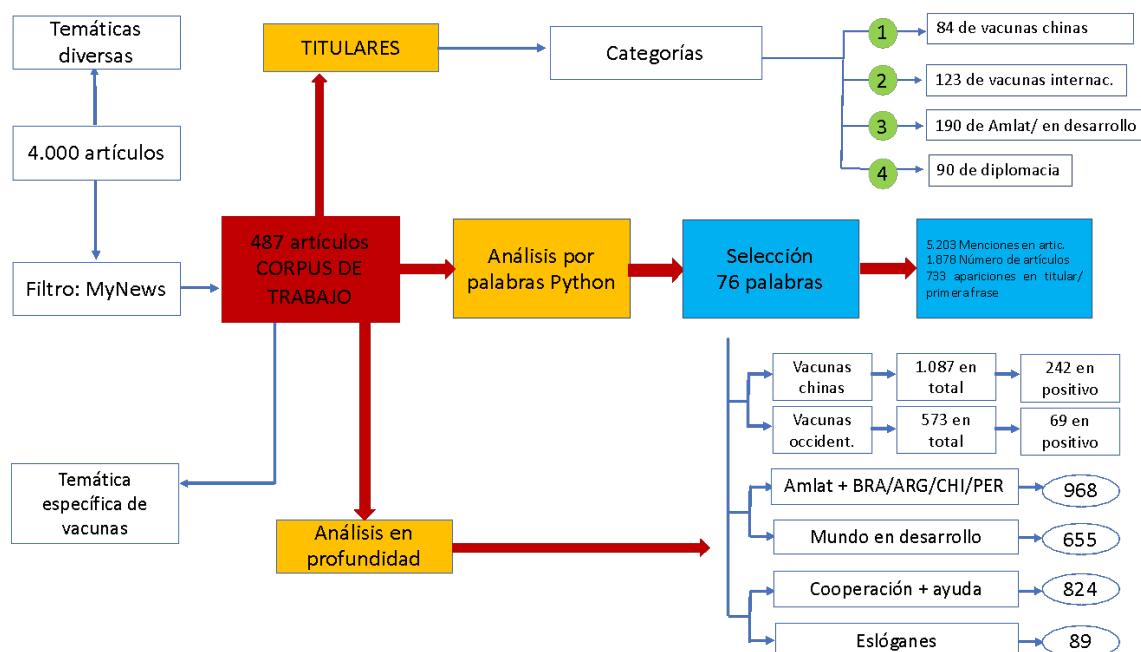 Temáticas
diversas
4.000 artículos
Filtro: MyNews
TITULARES
Categorías
1
84 de vacunas chinas
2
123 de vacunas internac.
3
190 de Amlat/ en desarrollo
4
90 de diplomacia
487 artículos
CORPUS DE
TRABAJO
Análisis por
palabras Python
Selección
76 palabras
5.203 Menciones en artic.
1.878 Número de artículos
733 apariciones en titular/
primera frase
Temática
específica de
vacunas
Análisis en
profundidad
Vacunas
chinas
1.087 en
total
242 en
positivo
Vacunas
occident.
573 en
total
69 en
positivo
Amlat + BRA/ARG/CHI/PER
968
Mundo en desarrollo
655
Cooperación + ayuda
824
Eslóganes
89